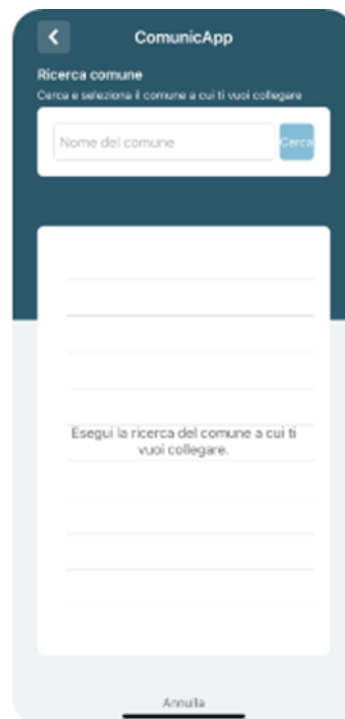 ComunicApp
Ricerca comune
Cerca e seleziona il comune a cui ti vuoi collegare
Nome del comune
Cerca
Esegui la ricerca del comune a cui ti
vuoi collegare.
Annulla